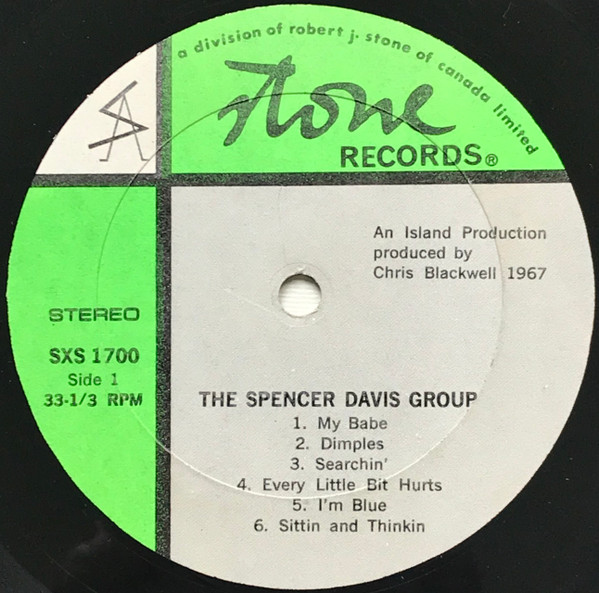 a division of robert j. stone of canada limited
stone
RECORDS®
An Island Production
produced by
Chris Blackwell 1967
STEREO
SXS 1700
Side 1
33-1/3 RPM
THE SPENCER DAVIS GROUP
1. My Babe
2. Dimples
3. Searchin'
4. Every Little Bit Hurts
5. I'm Blue
6. Sittin and Thinkin